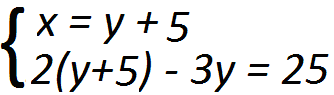 x = y + 5
2(y+5) - 3y = 25